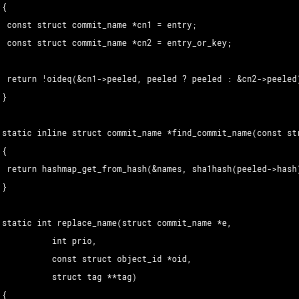 {
const struct commit_name *cn1 = entry;
const struct commit_name *cn2 = entry_or_key;
return !oideq(&cn1->peeled, peeled ? peeled : &cn2->peeled)
}
static inline struct commit_name *find_commit_name(const str
{
return hashmap_get_from_hash(&names, sha1hash(peeled->hash)
}
static int replace_name(struct commit_name *e,
int prio,
const struct object_id *oid,
struct tag **tag)
{